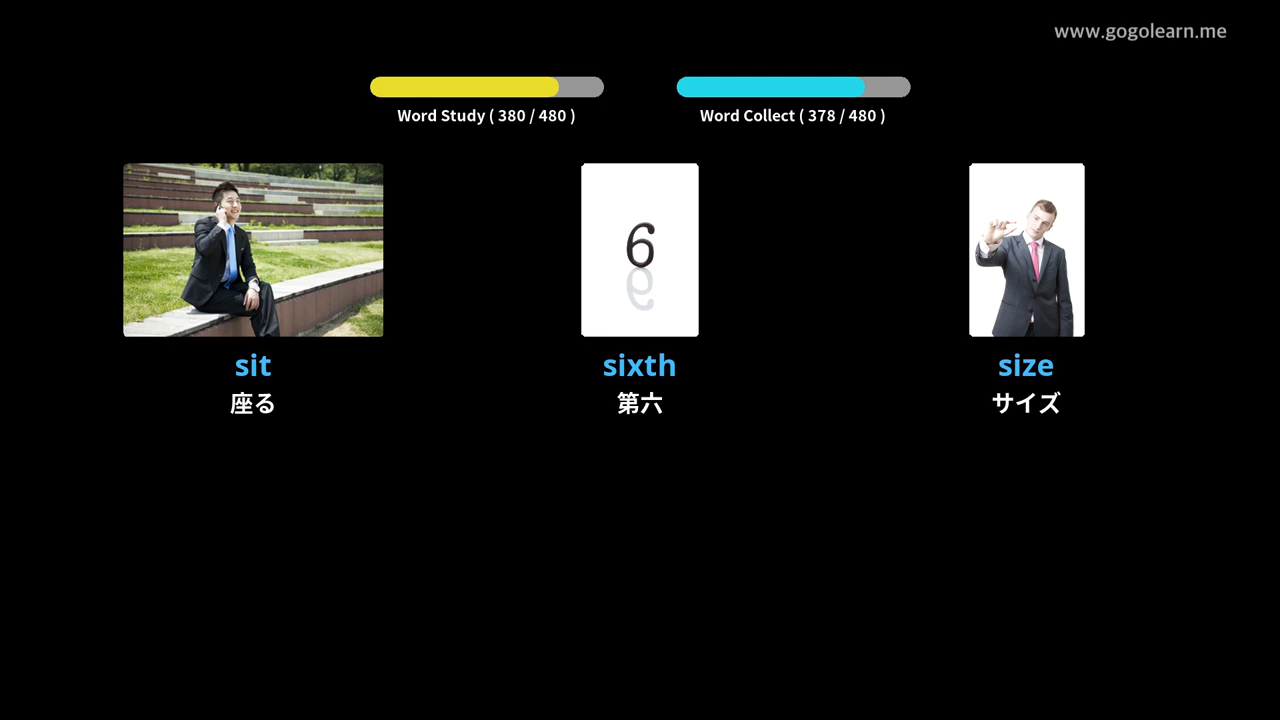 www.gogolearn.me
Word Study ( 380 / 480 )
Word Collect ( 378 / 480 )
6
sit
sixth
size
座る
第六
サイズ